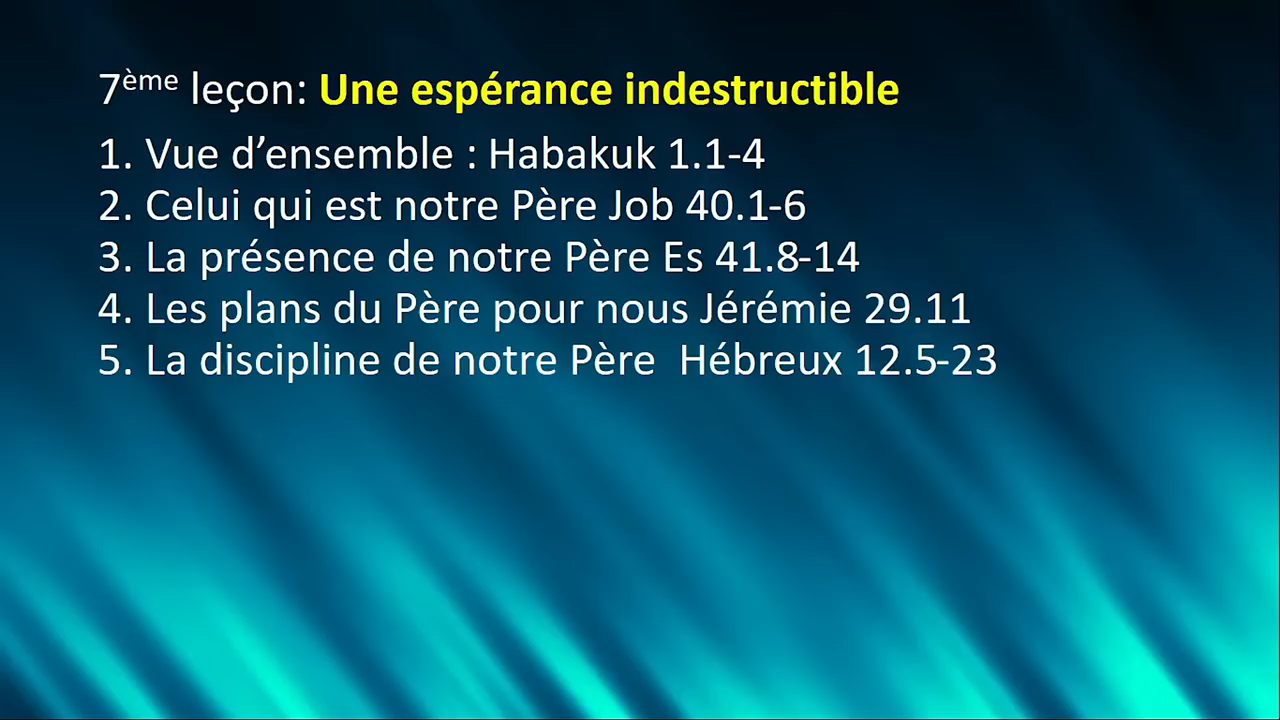 7ème leçon: Une espérance indestructible
1. Vue d’ensemble : Habakuk 1.1-4
2. Celui qui est notre Père Job 40.1-6
3. La présence de notre Père Es 41.8-14
4. Les plans du Père pour nous Jérémie 29.11
5. La discipline de notre Père  Hébreux 12.5-23